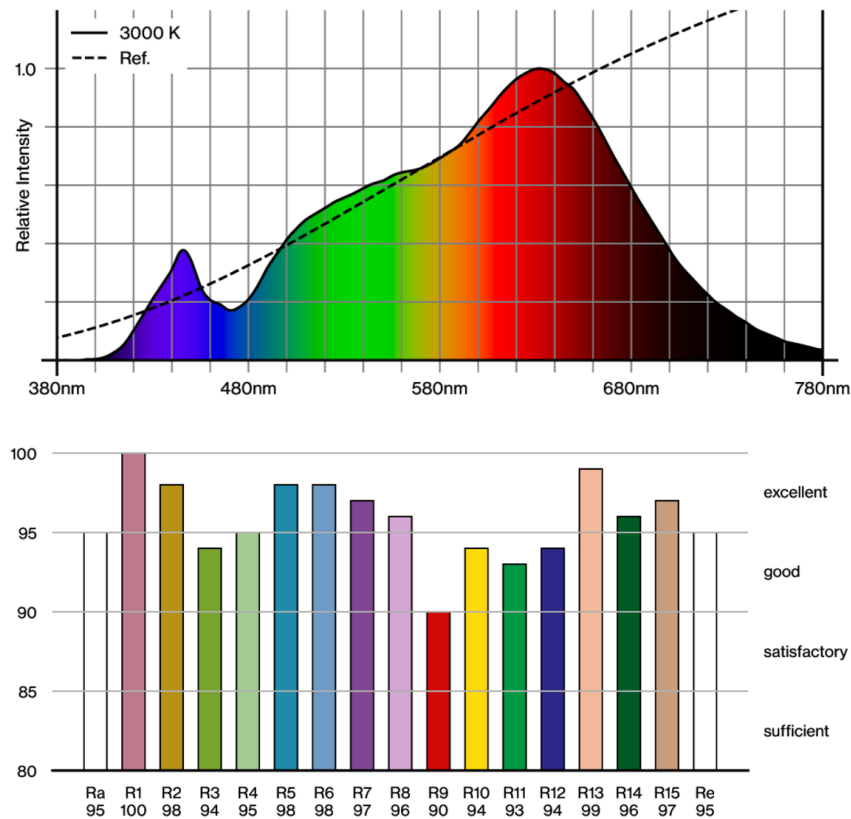 3000 K
Ref.
1.0
Relative Intensity
380nm 480nm 580nm 680nm 780nm
100
excellent
95
good
90
satisfactory
85
sufficient
80
Ra R1 R2 R3 R4 R5 R6 R7 R8 R9 R10 R11 R12 R13 R14 R15 Re
95 100 98 94 95 98 98 97 96 90 94 93 94 99 96 97 95